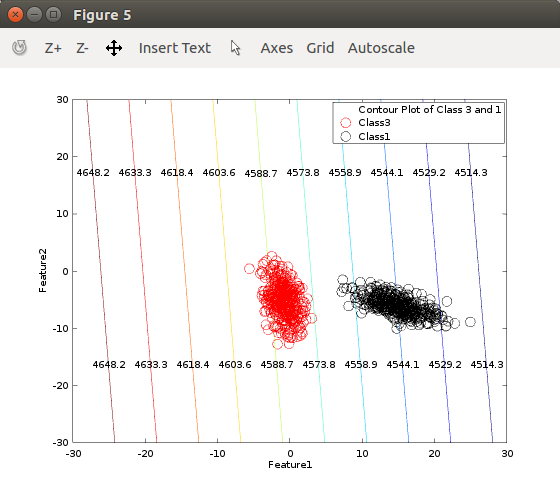 Figure 5
Z+ Z- Insert Text Axes Grid Autoscale
30
Contour Plot of Class 3 and 1
Class3
Class1
20
4648.2 4633.3 4618.4 4603.6 4588.7 4573.8 4558.9 4544.1 4529.2 4514.3
10
0
Feature2
-10
4648.2 4633.3 4618.4 4603.6 4588.7 4573.8 4558.9 4544.1 4529.2 4514.3
-20
-30
-30 -20 -10 0 10 20 30
Feature1